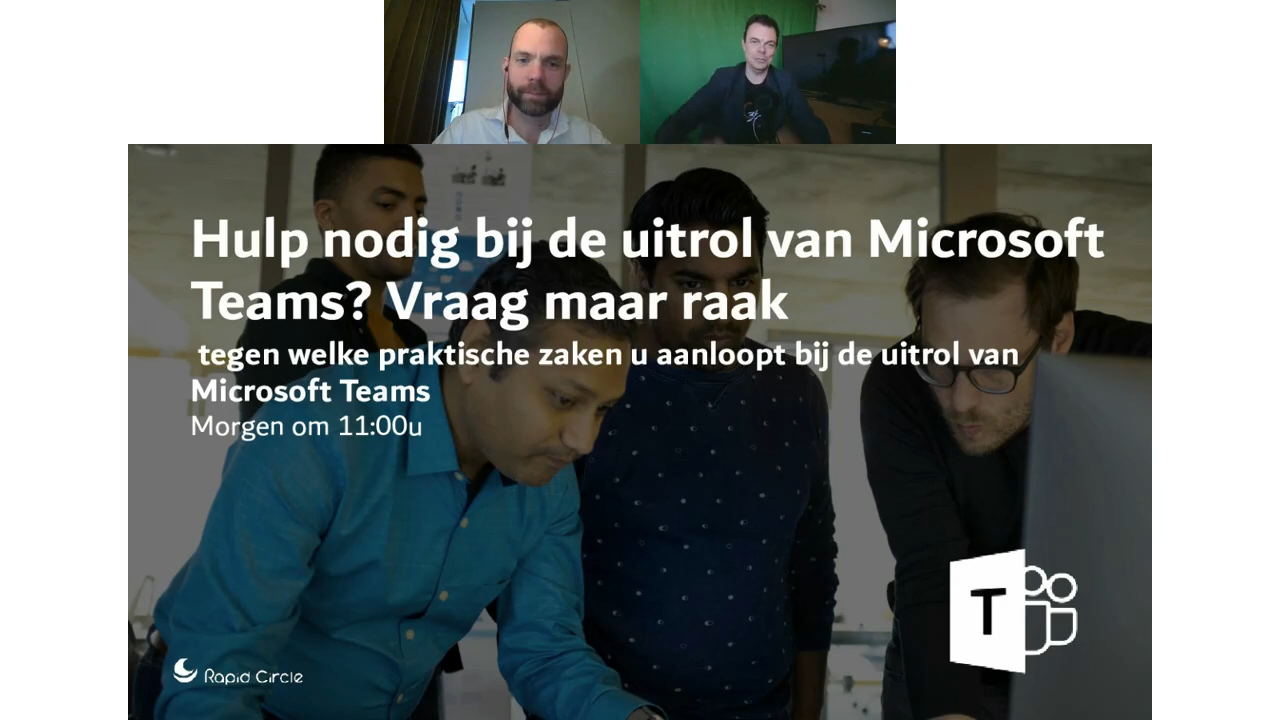 Hulp nodig bij de uitrol van Microsoft
Teams? Vraag maar raak
tegen welke praktische zaken u aanloopt bij de uitrol van
Microsoft Teams
Morgen om 11:00u
T
Rapid Circle